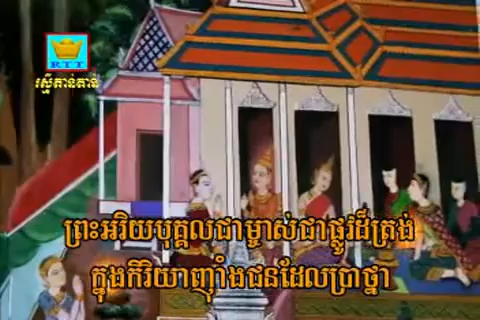 RTT
រស្មីតាន់តាន់
ព្រះអរិយបុគ្គលជាម្ចាស់ជាផ្លូវដ៏ត្រង់
ក្នុងកិរិយាញ៉ាំងជនដែលប្រាថ្នា